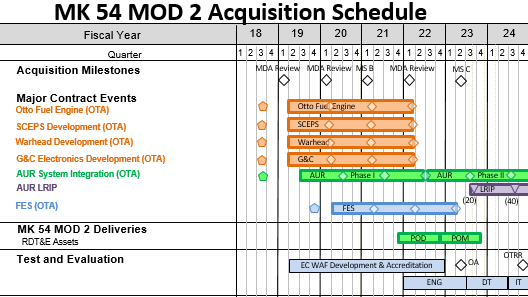 MK 54 MOD 2 Acquisition Schedule
Fiscal Year 18 19 20 21 22 23 24
Quarter 1 2 3 4 1 2 3 4 1 2 3 4 1 2 3 4 1 2 3 4 1 2 3 4 1 2 3
Acquisition Milestones MDA Review MDA Review MS B MDA Review MS C
Major Contract Events
Otto Fuel Engine (OTA) Otto Fuel Engine
SCEPS Development (OTA) SCEPS
Warhead Development (OTA) Warhead
G&C Electronics Development (OTA) G&C
AUR System Integration (OTA) AUR Phase I AUR Phase II
AUR LRIP LRIP
(20) (40)
FES (OTA) FES
MK 54 MOD 2 Deliveries
RDT&E Assets POD POM
Test and Evaluation OTRR
EC WAF Development & Accreditation OA
ENG DT IT